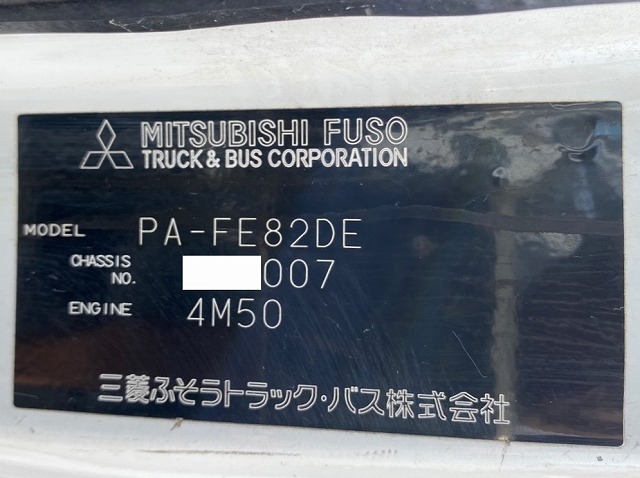 MITSUBISHI FUSO
TRUCK & BUS CORPORATION
MODEL PA-FE82DE
CHASSIS NO. 007
ENGINE 4M50
三菱ふそうトラック・バス株式会社